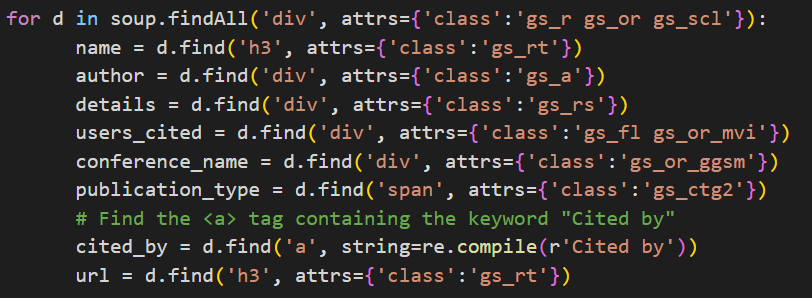 for d in soup.findAll('div', attrs={'class':'gs_r gs_or gs_scl'}):
name = d.find('h3', attrs={'class':'gs_rt'})
author = d.find('div', attrs={'class':'gs_a'})
details = d.find('div', attrs={'class':'gs_rs'})
users_cited = d.find('div', attrs={'class':'gs_fl gs_or_mvi'})
conference_name = d.find('div', attrs={'class':'gs_or_ggsm'})
publication_type = d.find('span', attrs={'class':'gs_ctg2'})
# Find the <a> tag containing the keyword "Cited by"
cited_by = d.find('a', string=re.compile(r'Cited by'))
url = d.find('h3', attrs={'class':'gs_rt'})